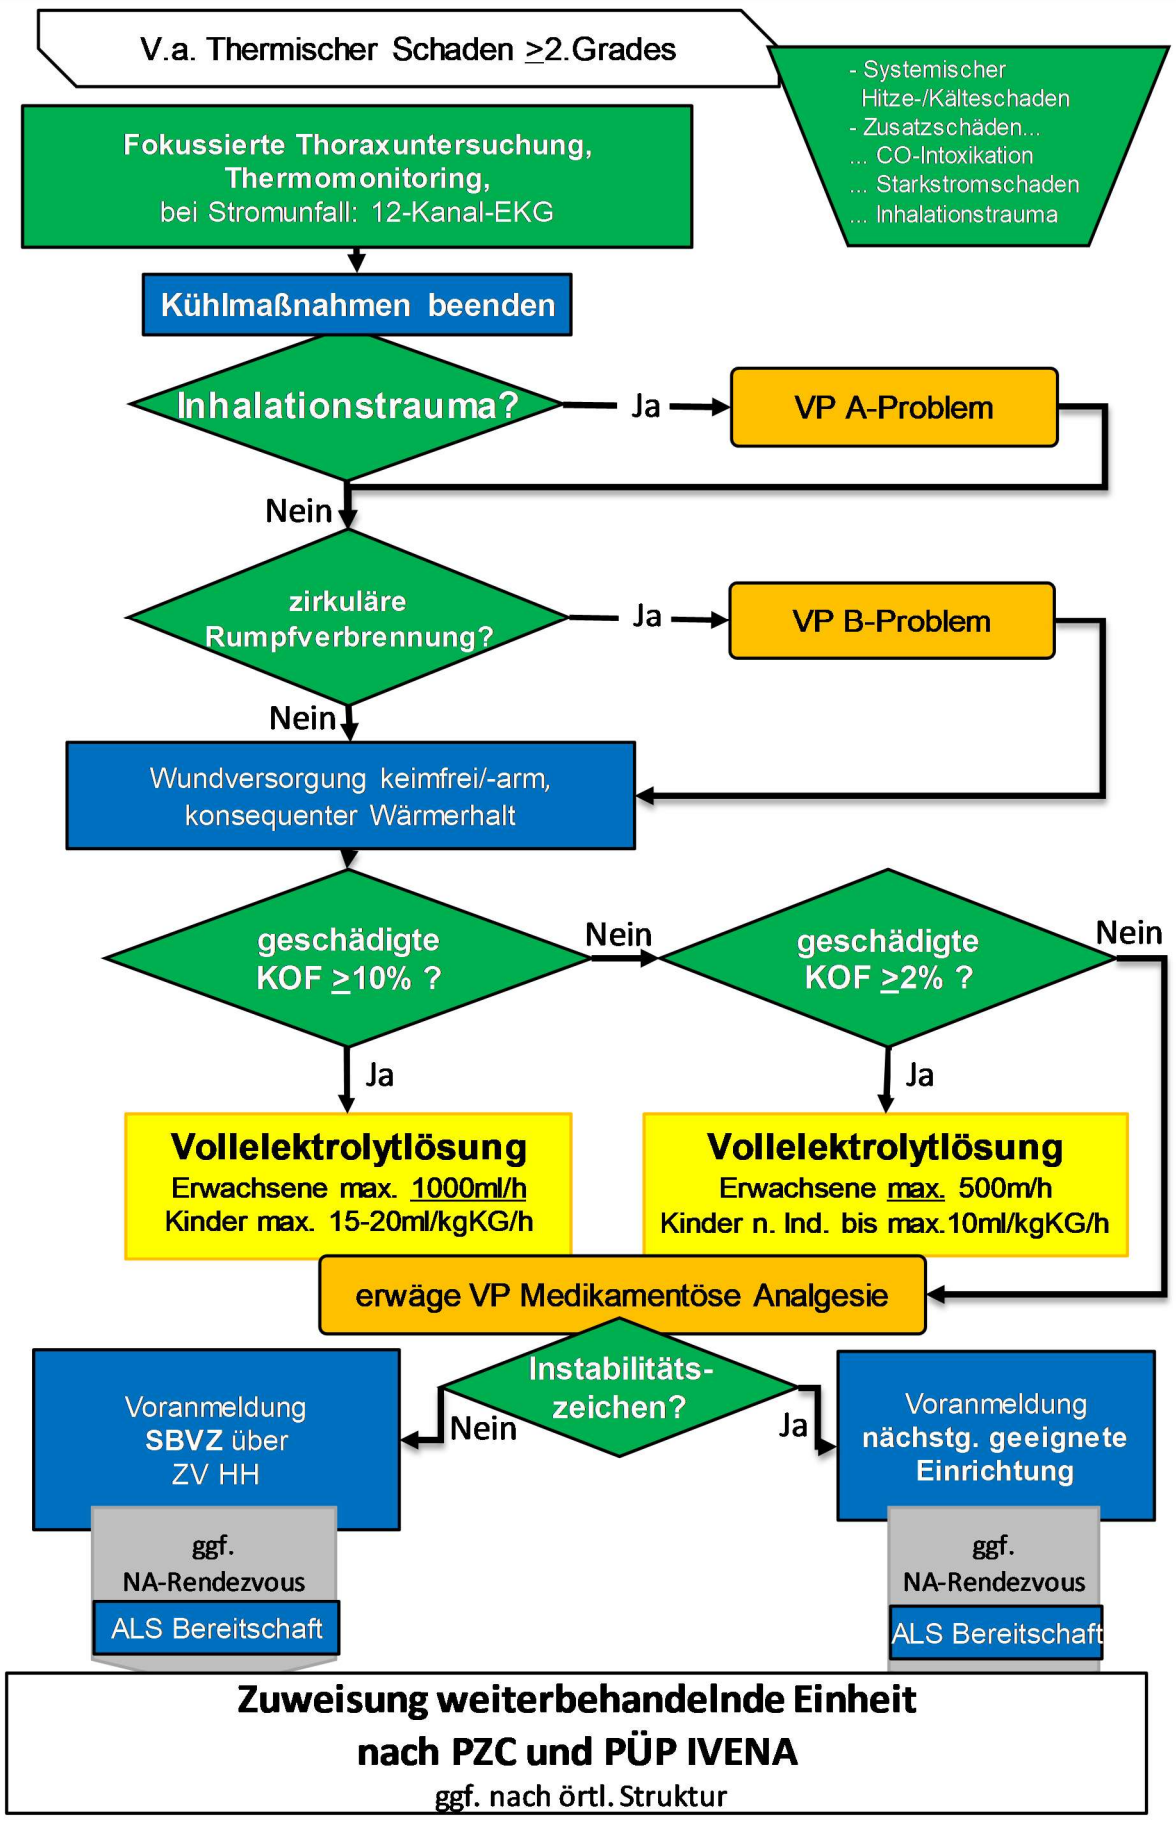 V.a. Thermischer Schaden ≥2.Grades
- Systemischer
Hitze-/Kälteschaden
- Zusatzschäden...
... CO-Intoxikation
... Starkstromschaden
... Inhalationstrauma
Fokussierte Thoraxuntersuchung,
Thermomonitoring,
bei Stromunfall: 12-Kanal-EKG
Kühlmaßnahmen beenden
Inhalationstrauma?
Ja
VP A-Problem
Nein
zirkuläre
Rumpfverbrennung?
Ja
VP B-Problem
Nein
Wundversorgung keimfrei/-arm,
konsequenter Wärmerhalt
geschädigte
KOF ≥10% ?
Nein
geschädigte
KOF ≥2% ?
Nein
Ja
Ja
Vollelektrolytlösung
Erwachsene max. 1000ml/h
Kinder max. 15-20ml/kgKG/h
Vollelektrolytlösung
Erwachsene max. 500m/h
Kinder n. Ind. bis max.10ml/kgKG/h
erwäge VP Medikamentöse Analgesie
Instabilitäts-
zeichen?
Nein
Ja
Voranmeldung
SBVZ über
ZV HH
Voranmeldung
nächstg. geeignete
Einrichtung
ggf.
NA-Rendezvous
ALS Bereitschaft
ggf.
NA-Rendezvous
ALS Bereitschaft
Zuweisung weiterbehandelnde Einheit
nach PZC und PÜP IVENA
ggf. nach örtl. Struktur